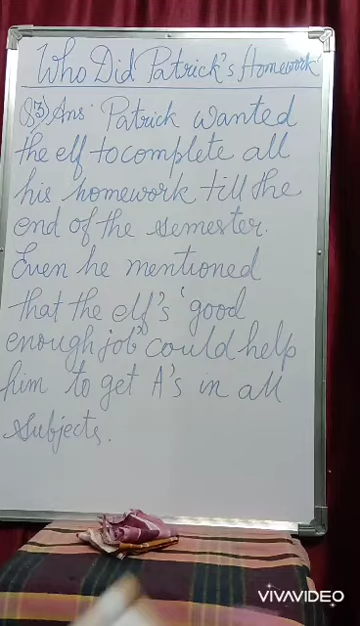 Who Did Patrick's Homework
Q3) Ans. Patrick wanted
the elf to complete all
his homework till the
end of the semester.
Even he mentioned
that the elf's 'good
enough job' could help
him to get A's in all
subjects.
VIVAVIDEO